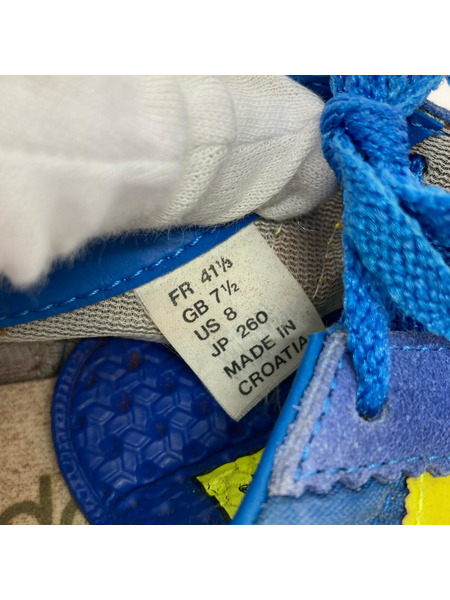 FR 41⅓
GB 7½
US 8
JP 260
MADE IN
CROATIA